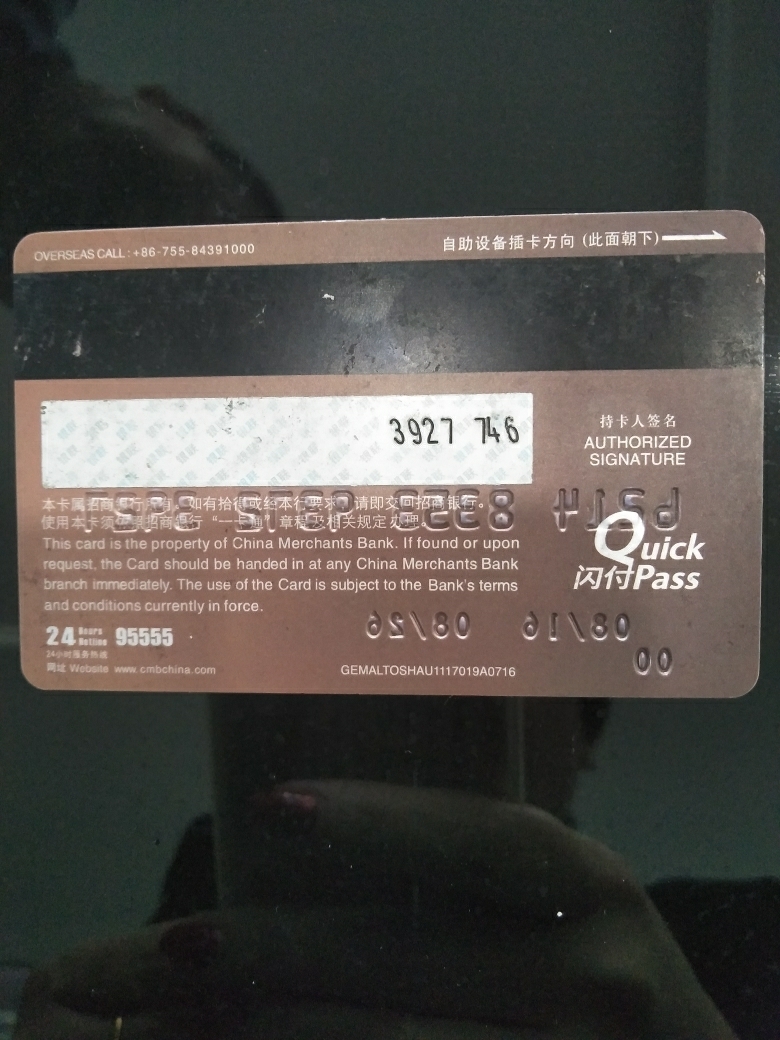 OVERSEAS CALL : +86-755-84391000
自助设备插卡方向 (此面朝下)
3927 746
持卡人签名
AUTHORIZED
SIGNATURE
本卡属招商银行所有。如有拾得或经本行要求，请即交回招商银行。
使用本卡须依照招商银行“一卡通”章程及相关规定办理。
This card is the property of China Merchants Bank. If found or upon
request, the Card should be handed in at any China Merchants Bank
branch immediately. The use of the Card is subject to the Bank's terms
and conditions currently in force.
Quick
闪付Pass
08/16 08/26
00
24 Hours Hotline 95555
24小时服务热线
网址 Website www.cmbchina.com
GEMALTOSHAU1117019A0716